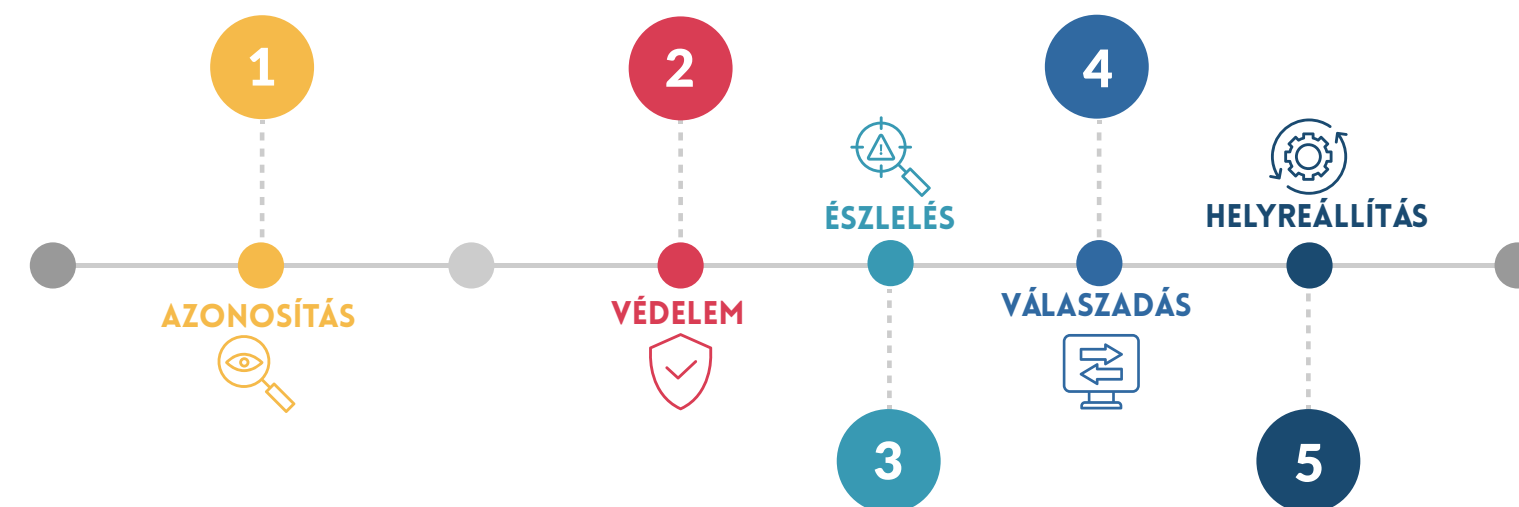 1
AZONOSÍTÁS
2
VÉDELEM
ÉSZLELÉS
3
4
VÁLASZADÁS
HELYREÁLLÍTÁS
5